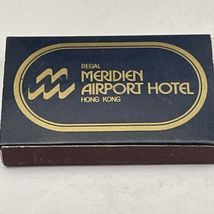 REGAL
MERIDIEN
AIRPORT HOTEL
HONG KONG